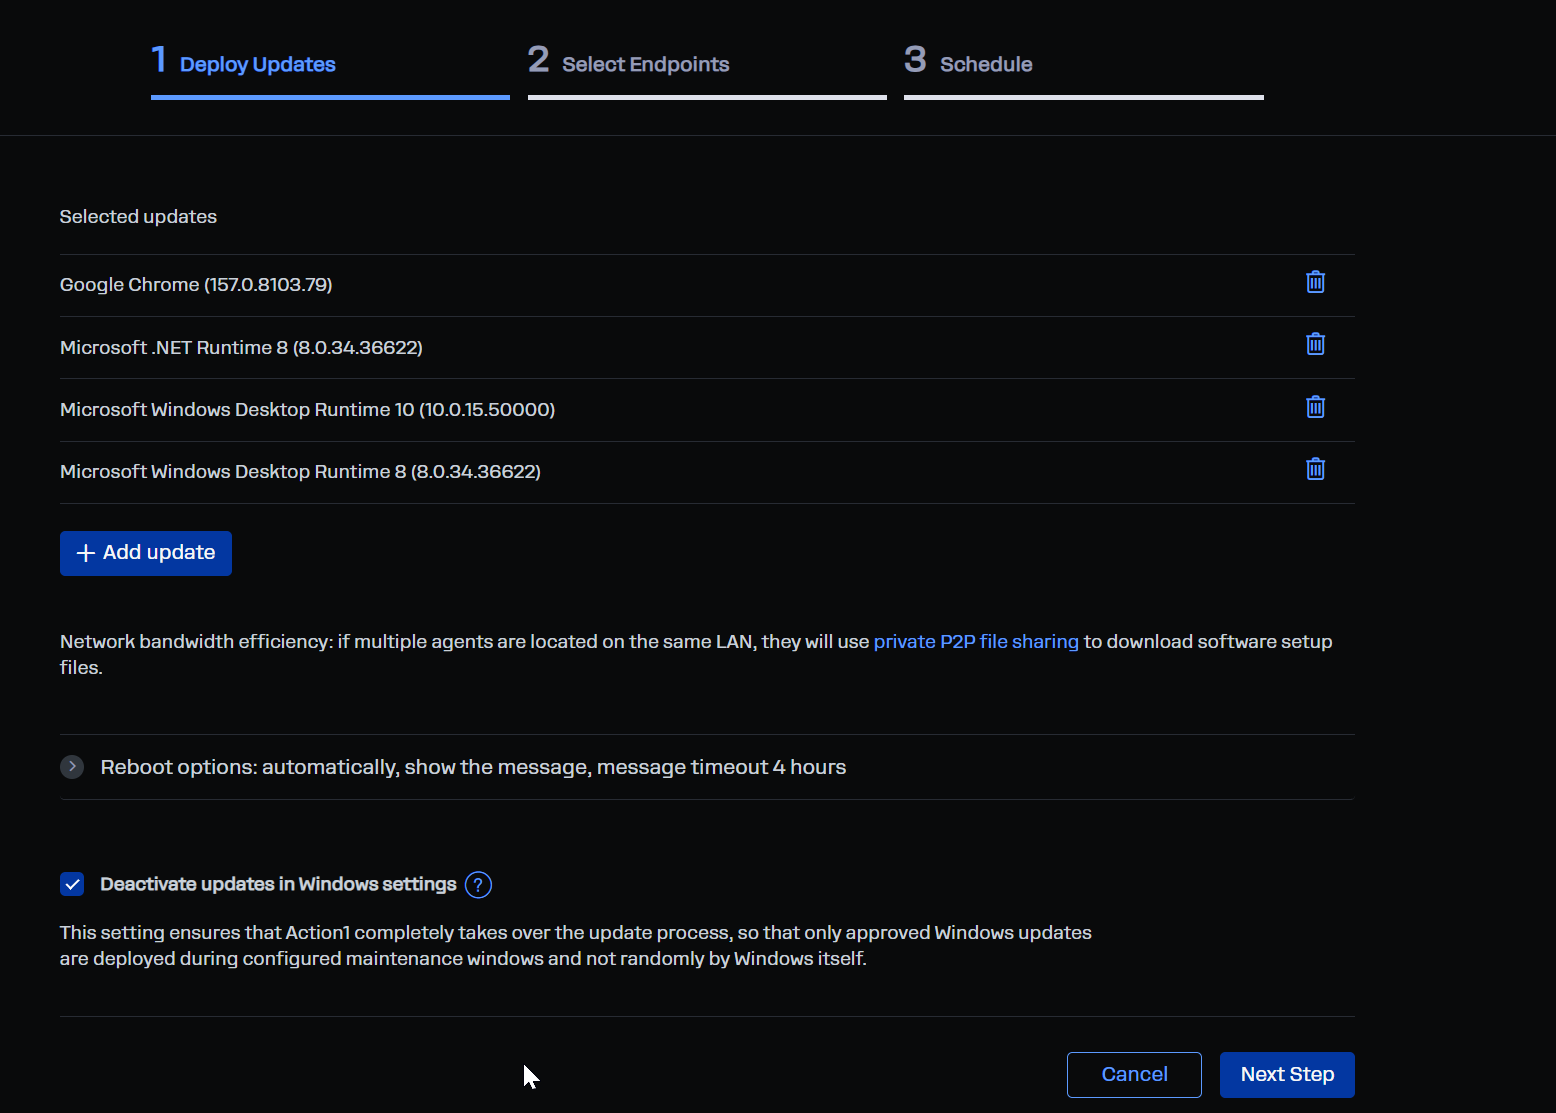 1 Deploy Updates
2 Select Endpoints
3 Schedule
Selected updates
Google Chrome (157.0.8103.79)
Microsoft .NET Runtime 8 (8.0.34.36622)
Microsoft Windows Desktop Runtime 10 (10.0.15.50000)
Microsoft Windows Desktop Runtime 8 (8.0.34.36622)
+ Add update
Network bandwidth efficiency: if multiple agents are located on the same LAN, they will use private P2P file sharing to download software setup
files.
Reboot options: automatically, show the message, message timeout 4 hours
Deactivate updates in Windows settings ?
This setting ensures that Action1 completely takes over the update process, so that only approved Windows updates
are deployed during configured maintenance windows and not randomly by Windows itself.
Cancel
Next Step